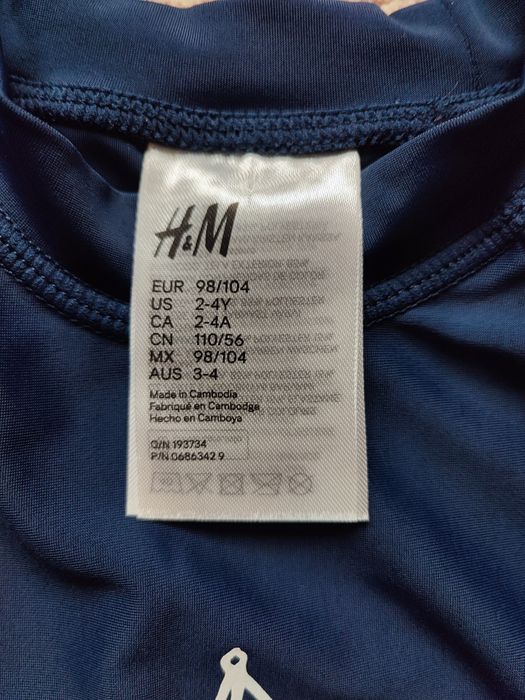 H&M
EUR 98/104
US 2-4Y
CA 2-4A
CN 110/56
MX 98/104
AUS 3-4
Made in Cambodia
Fabriqué en Cambodge
Hecho en Camboya
O/N 193734
P/N 0686342 9